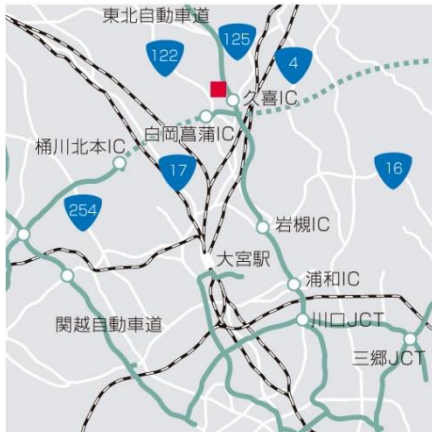 東北自動車道
122
125
4
久喜IC
白岡菖蒲IC
桶川北本IC
17
16
254
岩槻IC
大宮駅
浦和IC
関越自動車道
川口JCT
三郷JCT